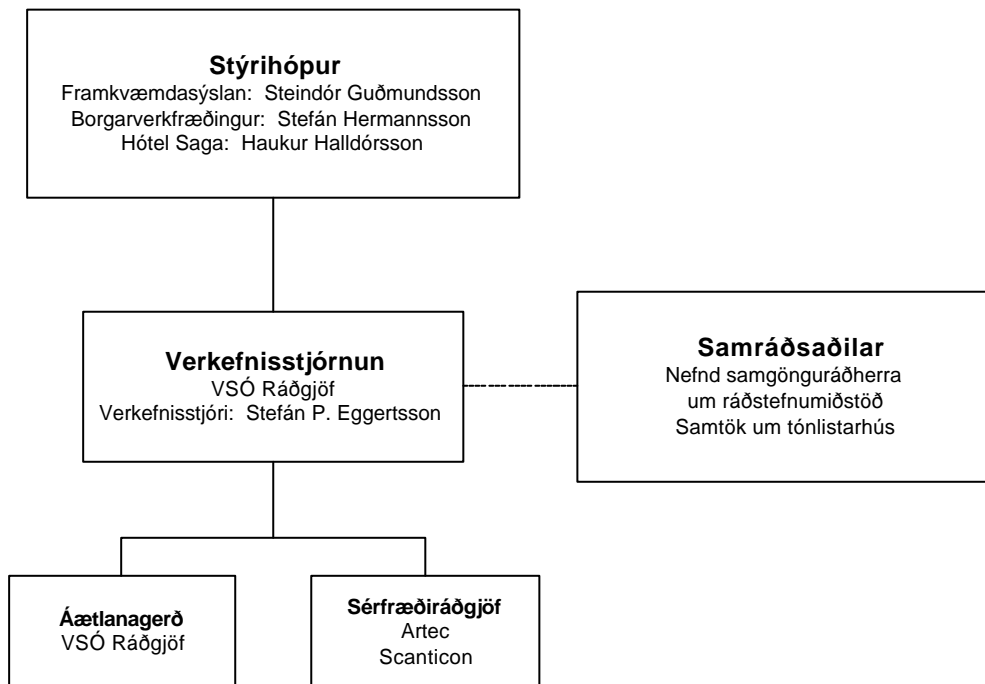 Stýrihópur
Framkvæmdasýslan: Steindór Guðmundsson
Borgarverkfræðingur: Stefán Hermannsson
Hótel Saga: Haukur Halldórsson
Verkefnisstjórnun
VSÓ Ráðgjöf
Verkefnisstjóri: Stefán P. Eggertsson
Samráðsaðilar
Nefnd samgönguráðherra
um ráðstefnumiðstöð
Samtök um tónlistarhús
Áætlanagerð
VSÓ Ráðgjöf
Sérfræðiráðgjöf
Artec
Scanticon